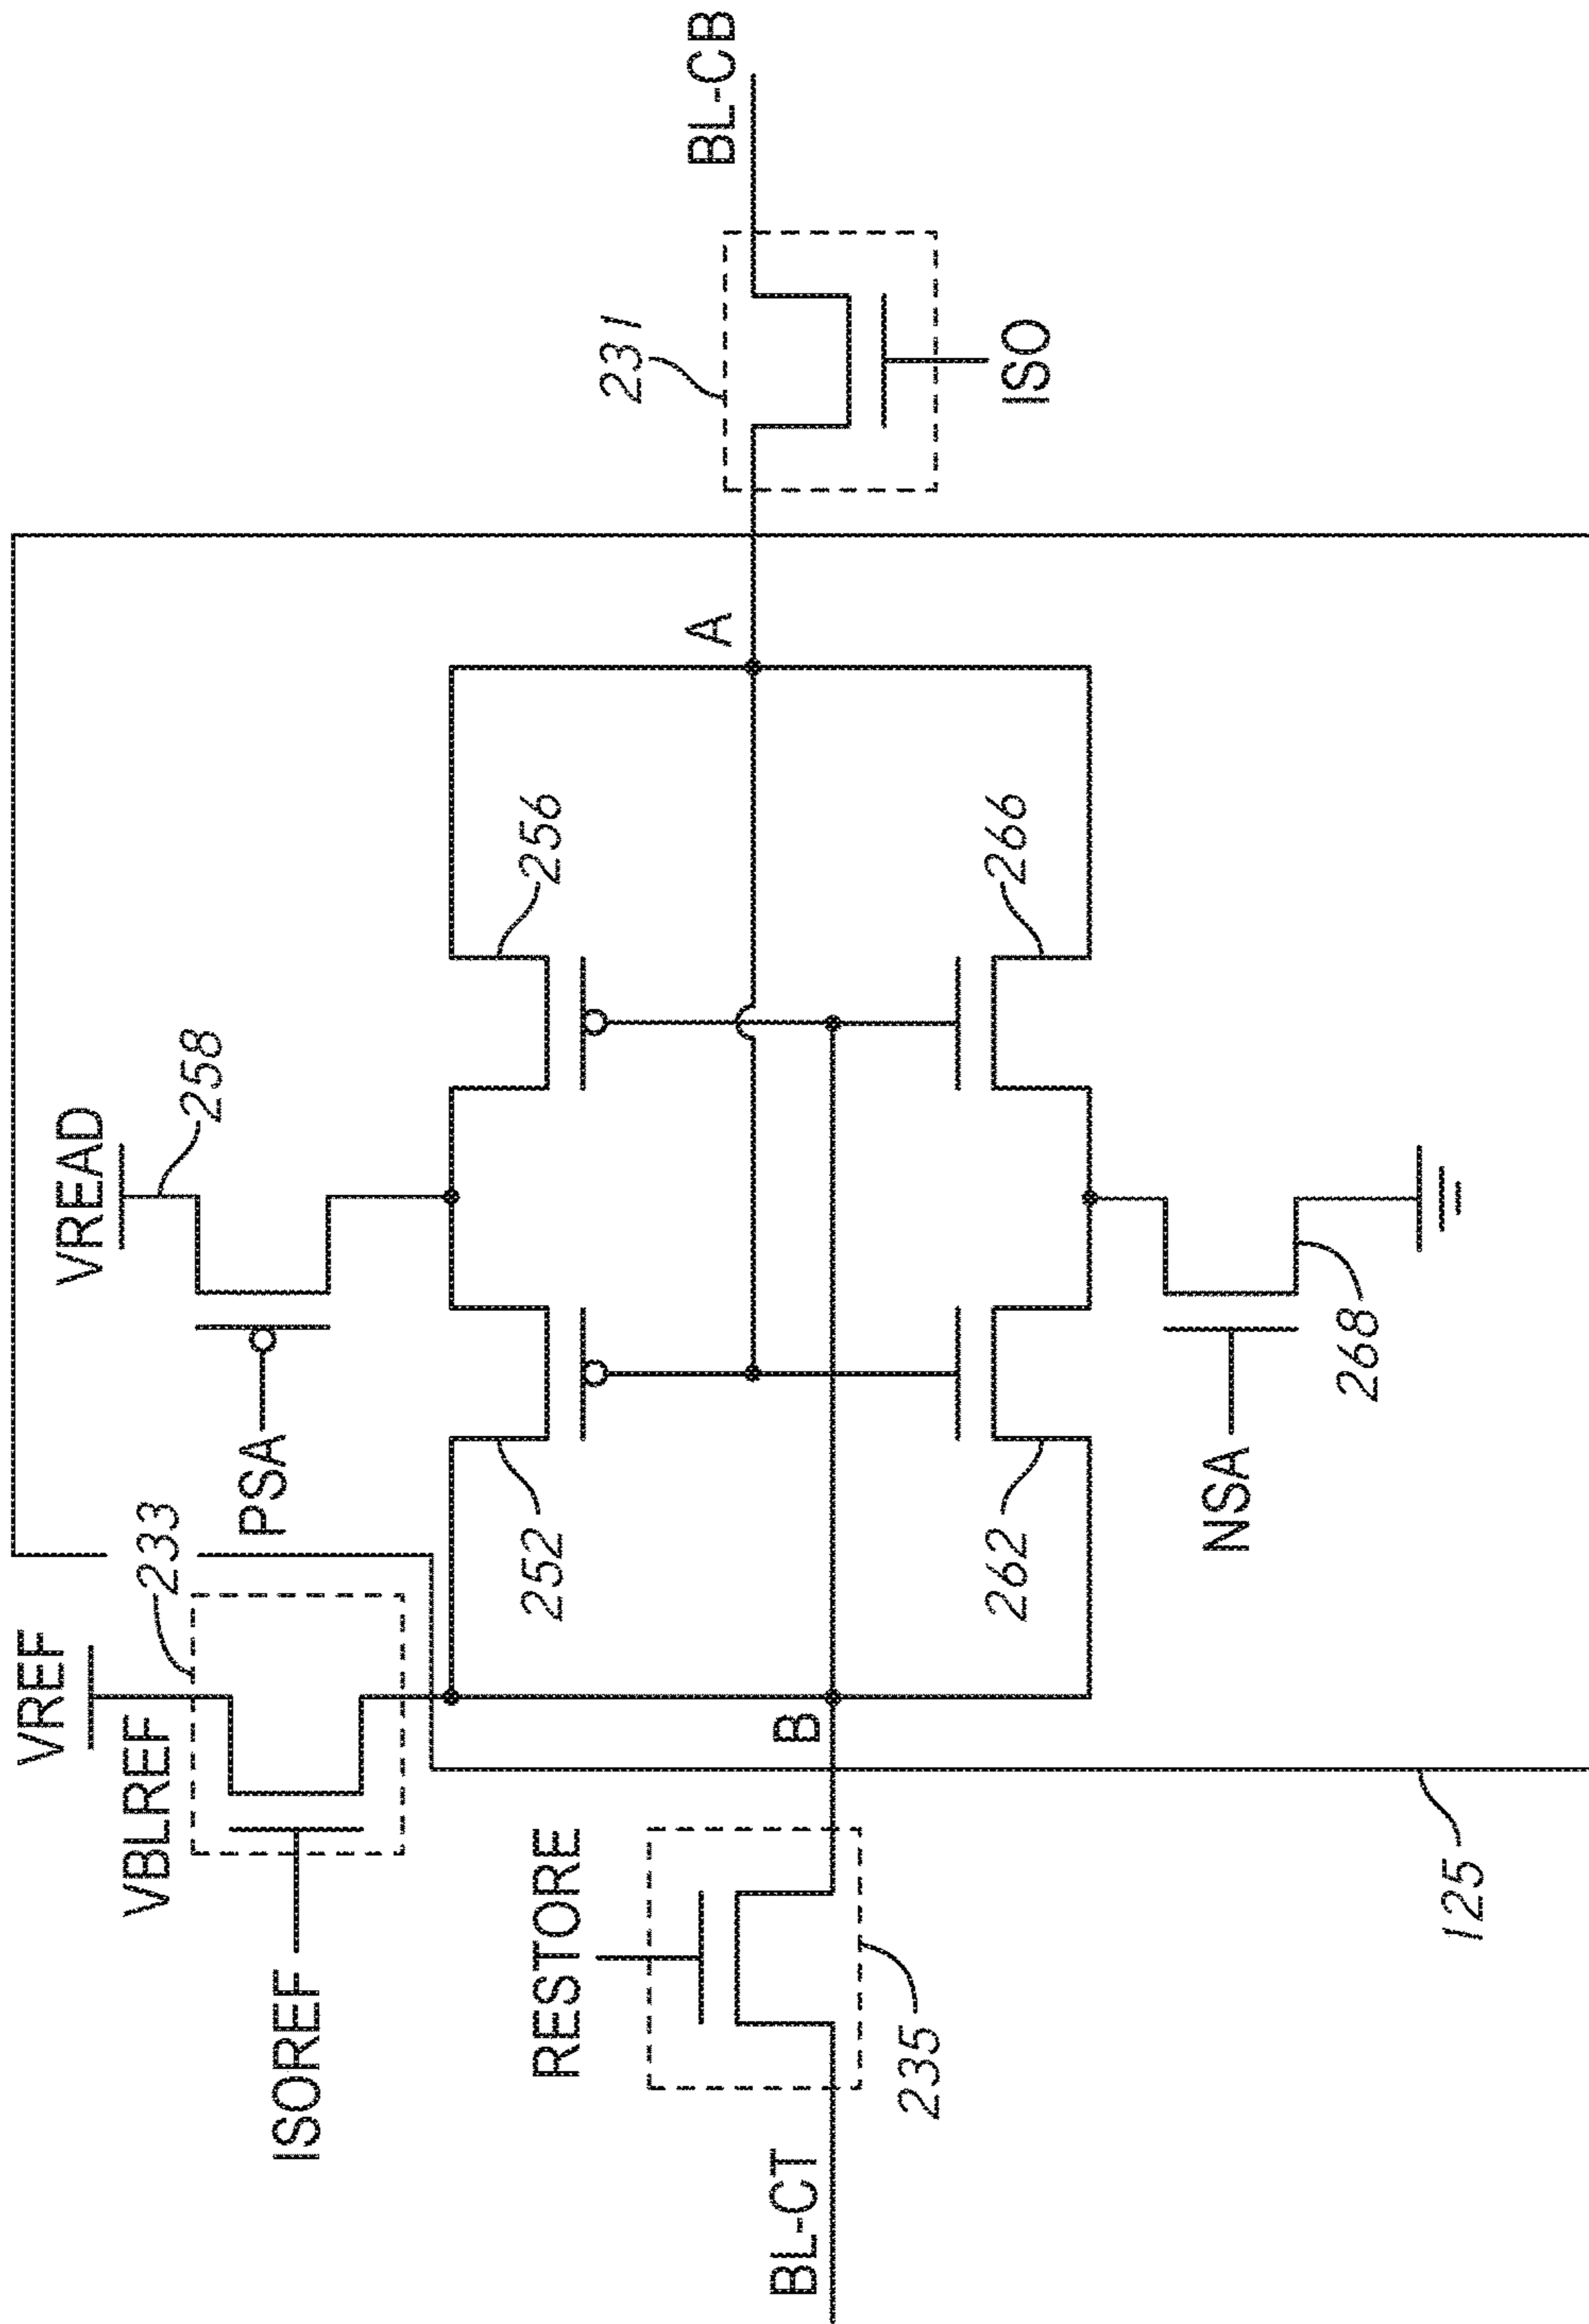 VREF
VBLREF
233
ISOREF
PSA
VREAD
258
252
256
RESTORE
235
BL-CT
B
A
231
BL-CB
ISO
262
266
NSA
268
125